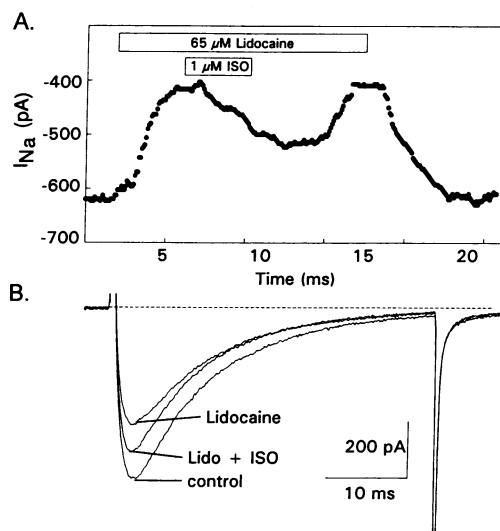 A.
65 µM Lidocaine
1 µM ISO
-400
-500
-600
-700
I Na (pA)
5
10
15
20
Time (ms)
B.
Lidocaine
Lido + ISO
control
200 pA
10 ms